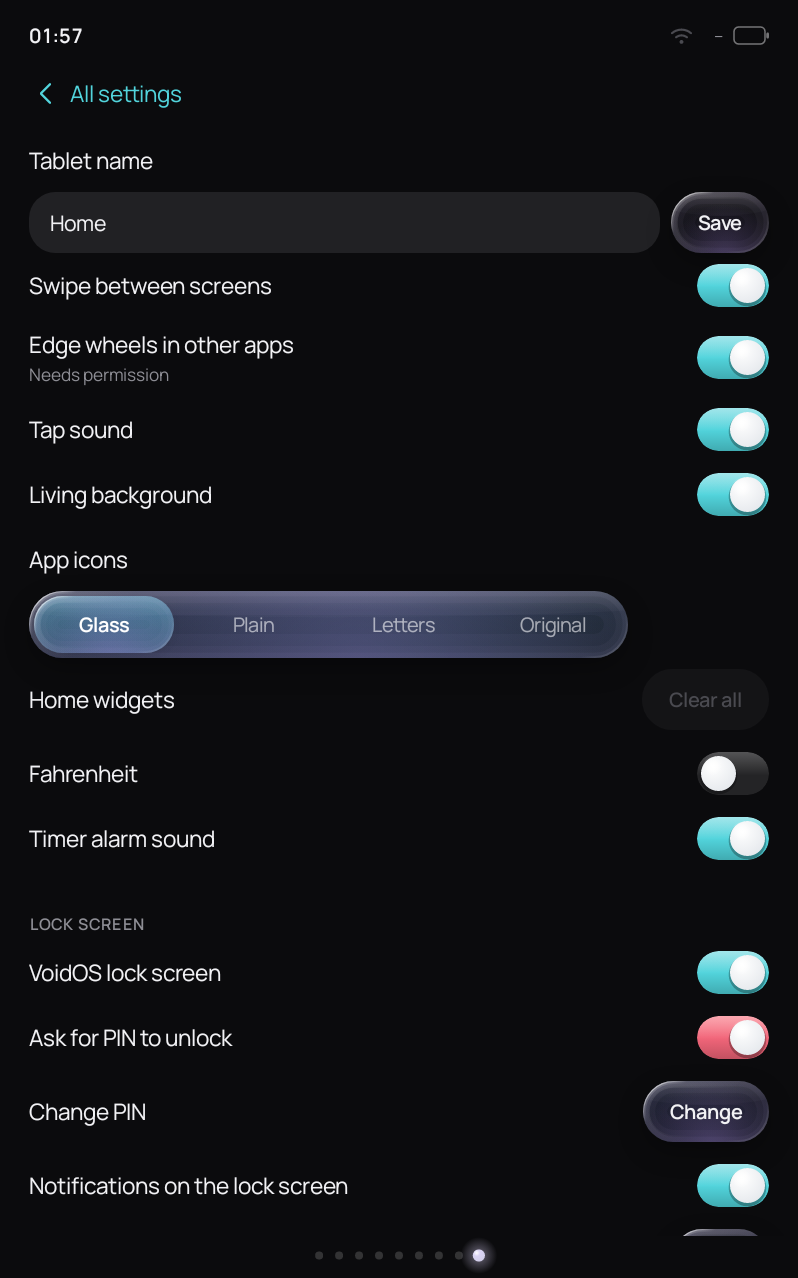 01:57
–
All settings
Tablet name
Home
Save
Swipe between screens
Edge wheels in other apps
Needs permission
Tap sound
Living background
App icons
Glass Plain Letters Original
Home widgets
Clear all
Fahrenheit
Timer alarm sound
LOCK SCREEN
VoidOS lock screen
Ask for PIN to unlock
Change PIN
Change
Notifications on the lock screen